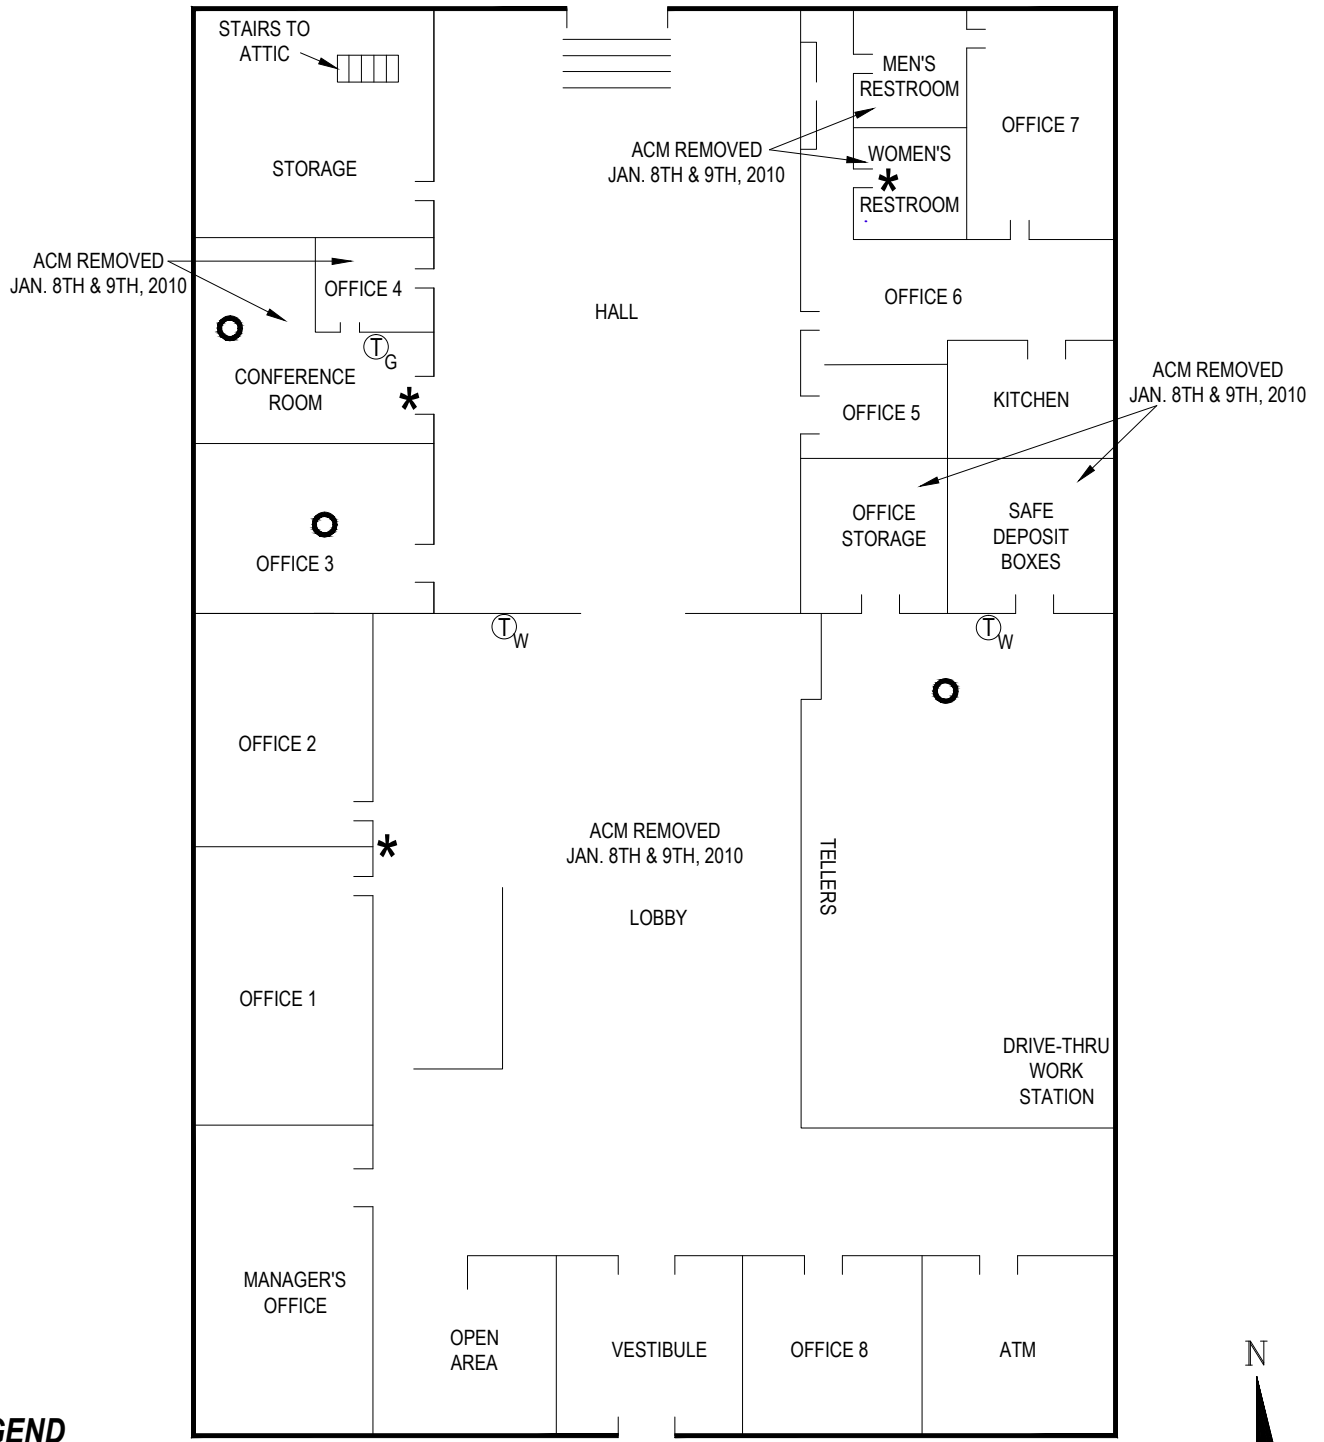 STAIRS TO
ATTIC
STORAGE
ACM REMOVED
JAN. 8TH & 9TH, 2010
MEN'S
RESTROOM
WOMEN'S
*
RESTROOM
OFFICE 7
ACM REMOVED
JAN. 8TH & 9TH, 2010
OFFICE 4
HALL
OFFICE 6
T
G
CONFERENCE
ROOM
*
OFFICE 5
KITCHEN
ACM REMOVED
JAN. 8TH & 9TH, 2010
OFFICE 3
OFFICE
STORAGE
SAFE
DEPOSIT
BOXES
T
W
T
W
OFFICE 2
*
ACM REMOVED
JAN. 8TH & 9TH, 2010
LOBBY
TELLERS
OFFICE 1
DRIVE-THRU
WORK
STATION
MANAGER'S
OFFICE
OPEN
AREA
VESTIBULE
OFFICE 8
ATM
N
GEND